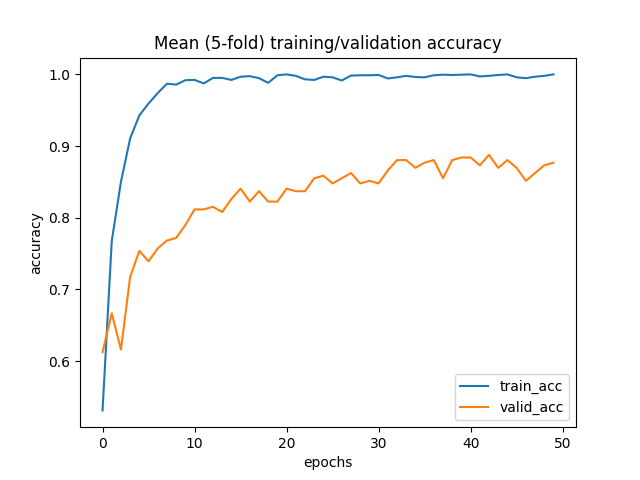 Mean (5-fold) training/validation accuracy
accuracy
1.0
0.9
0.8
0.7
0.6
train_acc
valid_acc
0 10 20 30 40 50
epochs